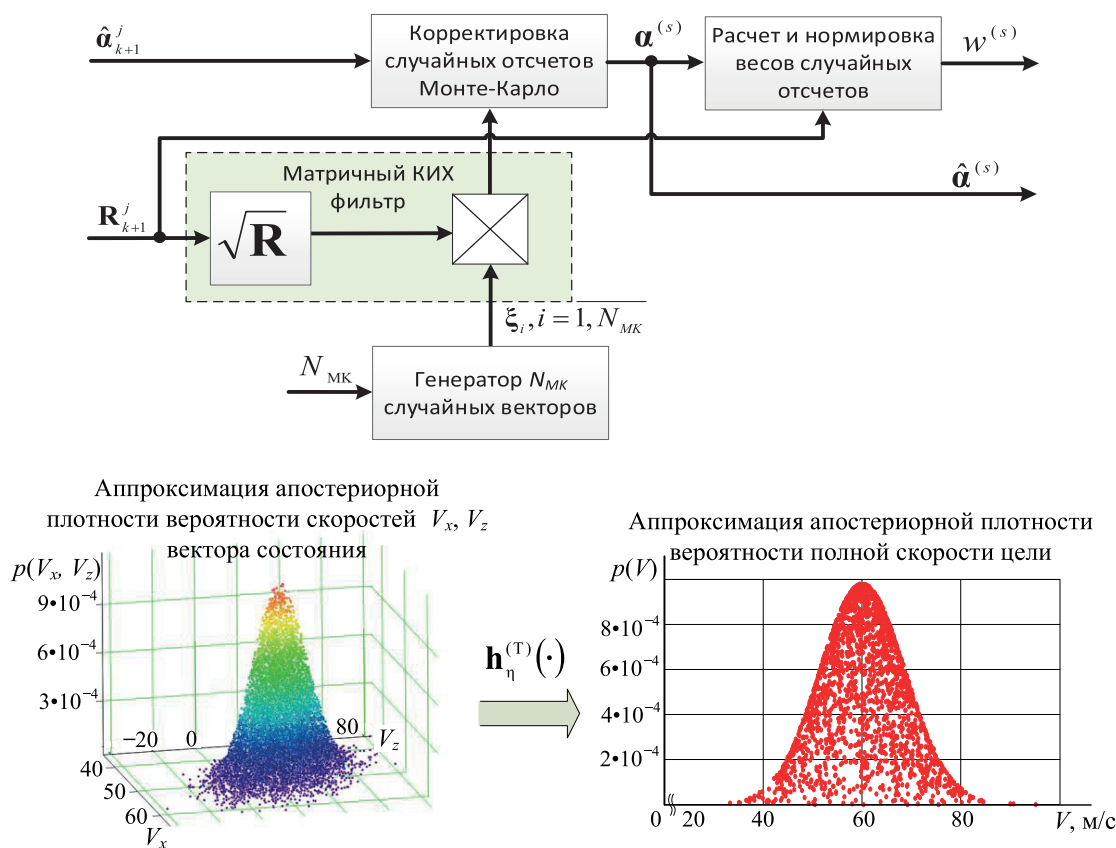 α̂ʲₖ₊₁
Корректировка
случайных отсчетов
Монте-Карло
α⁽ˢ⁾
Расчет и нормировка
весов случайных
отсчетов
w⁽ˢ⁾
α̂⁽ˢ⁾
Rʲₖ₊₁
Матричный КИХ
фильтр
√R
ξᵢ, i = 1, N_МК
N_МК
Генератор N_МК
случайных векторов
Аппроксимация апостериорной
плотности вероятности скоростей Vₓ, V_z
вектора состояния
p(Vₓ, V_z)
9•10⁻⁴
6•10⁻⁴
3•10⁻⁴
−20 0 80 V_z
40
50
60
Vₓ
h_η⁽ᵀ⁾(•)
Аппроксимация апостериорной плотности
вероятности полной скорости цели
p(V)
8•10⁻⁴
6•10⁻⁴
4•10⁻⁴
2•10⁻⁴
0 20 40 60 80 V, м/с